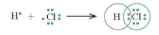 H• + :Cl: ⟶ H :Cl: